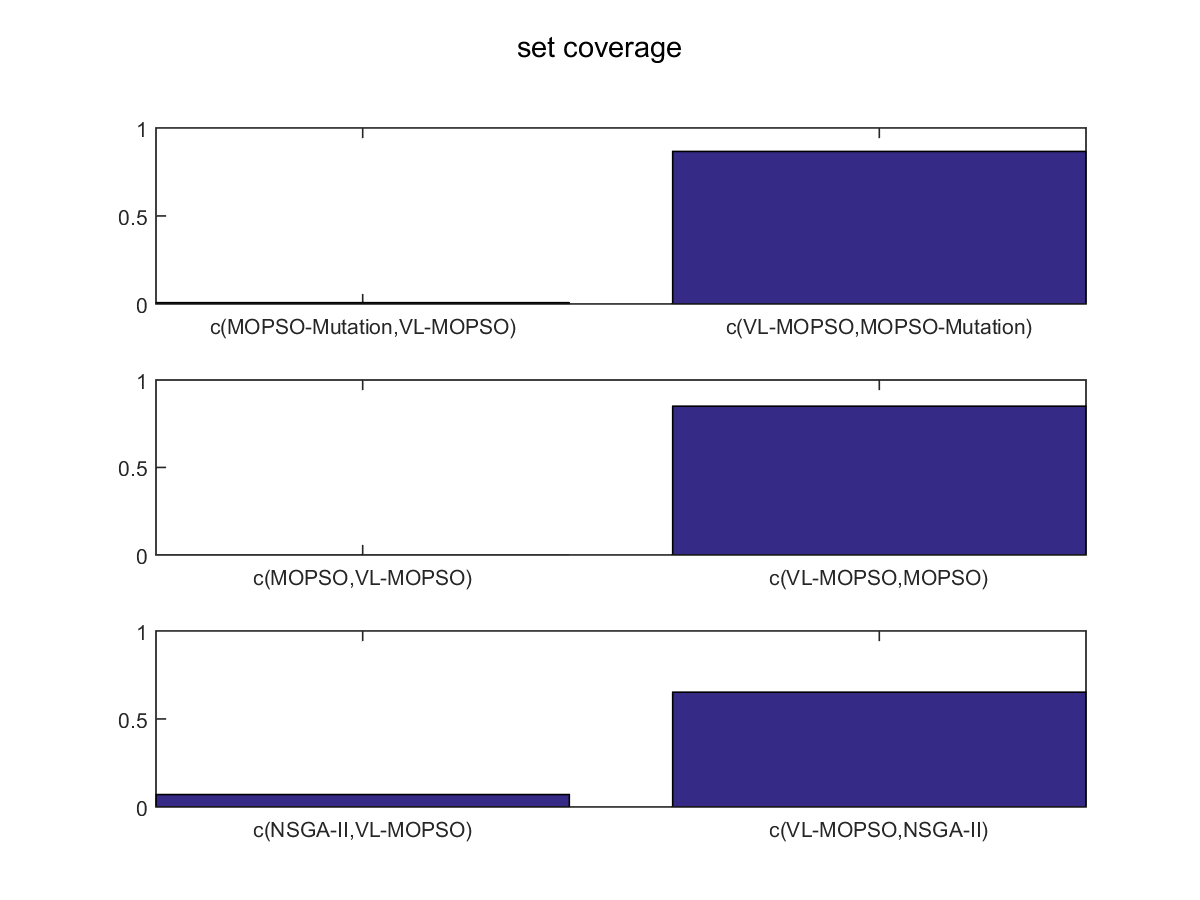 set coverage
1
0.5
0
c(MOPSO-Mutation,VL-MOPSO) c(VL-MOPSO,MOPSO-Mutation)
1
0.5
0
c(MOPSO,VL-MOPSO) c(VL-MOPSO,MOPSO)
1
0.5
0
c(NSGA-II,VL-MOPSO) c(VL-MOPSO,NSGA-II)